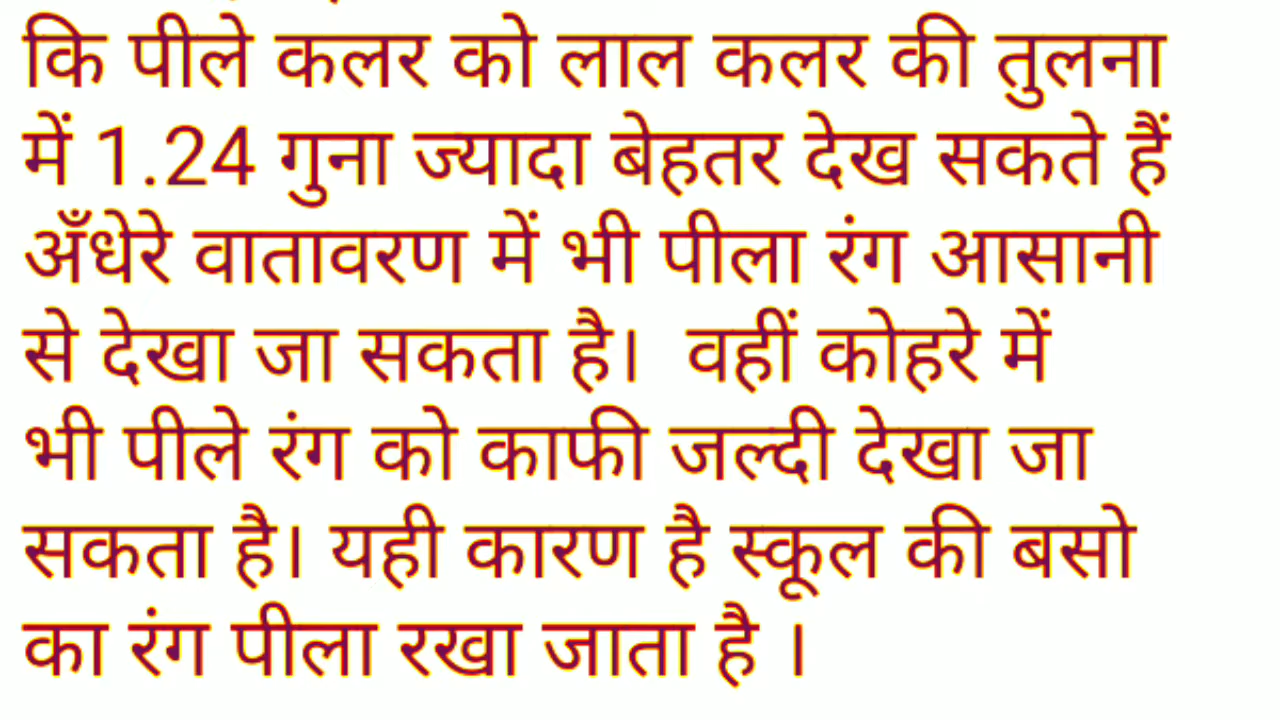 कि पीले कलर को लाल कलर की तुलना
में 1.24 गुना ज्यादा बेहतर देख सकते हैं
अँधेरे वातावरण में भी पीला रंग आसानी
से देखा जा सकता है।  वहीं कोहरे में
भी पीले रंग को काफी जल्दी देखा जा
सकता है। यही कारण है स्कूल की बसो
का रंग पीला रखा जाता है ।